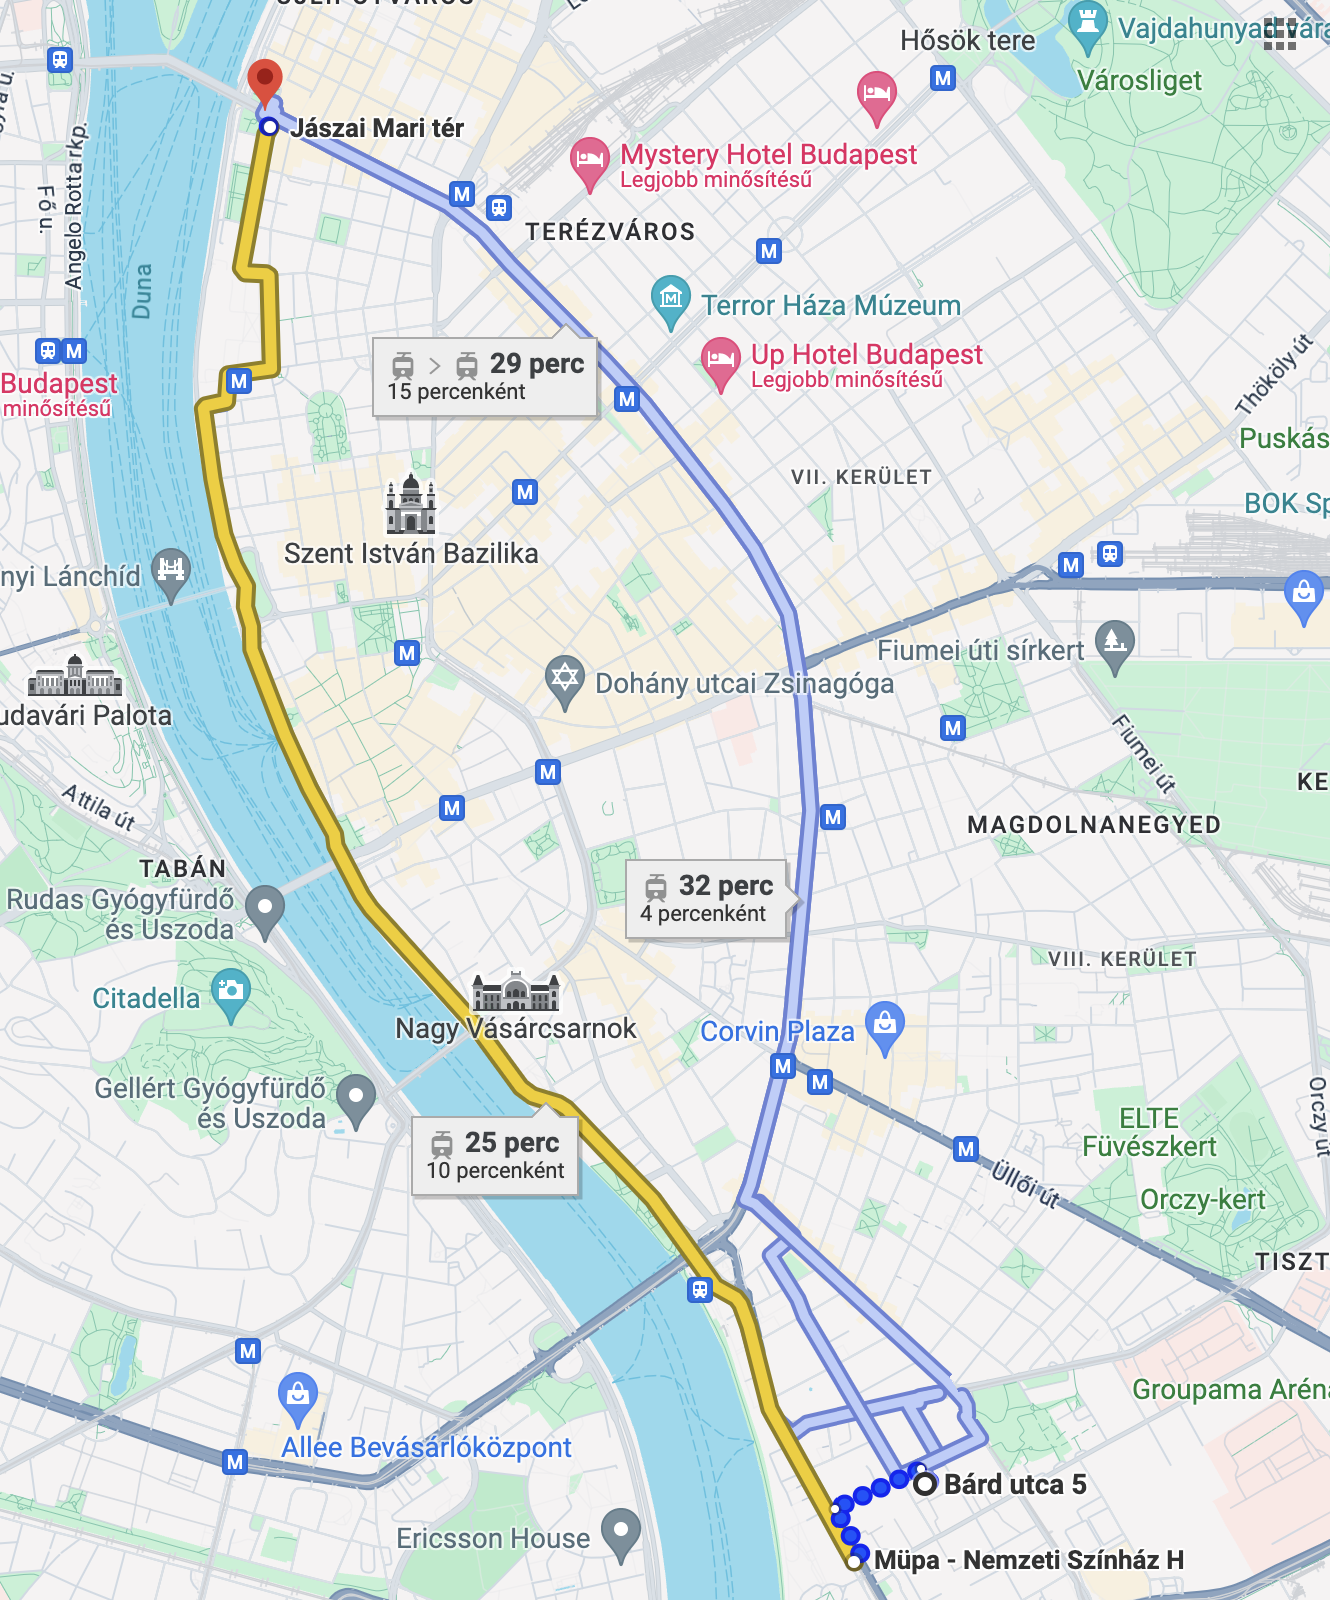 Hősök tere
Vajdahunyad vára
Városliget
Jászai Mari tér
Angelo Rotta rkp.
Fő u.
Mystery Hotel Budapest
Legjobb minősítésű
TERÉZVÁROS
Duna
Terror Háza Múzeum
29 perc
15 percenként
Up Hotel Budapest
Legjobb minősítésű
Thököly út
Budapest
minősítésű
Puskás
VII. KERÜLET
BOK Sp
Szent István Bazilika
nyi Lánchíd
Fiumei úti sírkert
Dohány utcai Zsinagóga
udavári Palota
Fiumei út
KE
Attila út
MAGDOLNANEGYED
TABÁN
Rudas Gyógyfürdő
és Uszoda
32 perc
4 percenként
VIII. KERÜLET
Citadella
Nagy Vásárcsarnok
Corvin Plaza
Gellért Gyógyfürdő
és Uszoda
Orczy út
ELTE
Füvészkert
25 perc
10 percenként
Üllői út
Orczy-kert
TISZT
Groupama Aréna
Allee Bevásárlóközpont
Bárd utca 5
Ericsson House
Müpa - Nemzeti Színház H